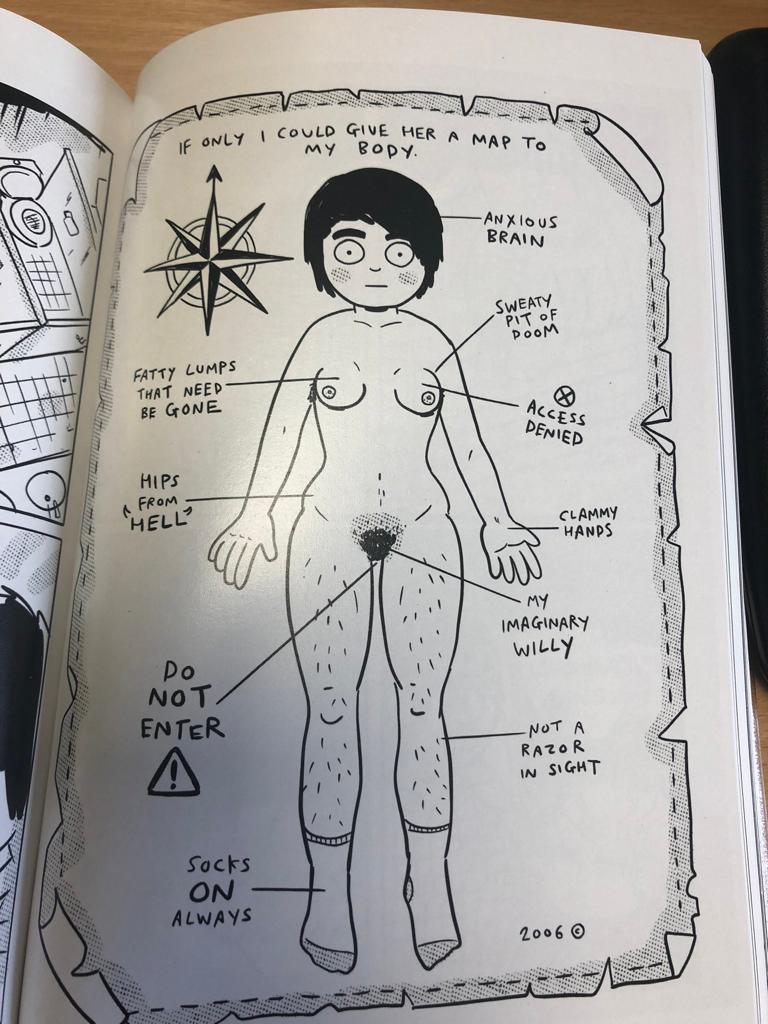 IF ONLY I COULD GIVE HER A MAP TO
MY BODY.
ANXIOUS
BRAIN
SWEATY
PIT OF
DOOM
FATTY LUMPS
THAT NEED
BE GONE
ACCESS
DENIED
HIPS
FROM
"HELL"
CLAMMY
HANDS
MY
IMAGINARY
WILLY
DO
NOT
ENTER
!
NOT A
RAZOR
IN SIGHT
SOCKS
ON
ALWAYS
2006 ©